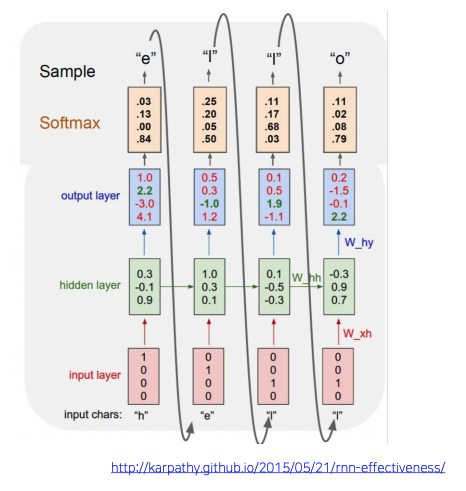 Sample "e" "l" "l" "o"
Softmax
.03 .25 .11 .11
.13 .20 .17 .02
.00 .05 .68 .08
.84 .50 .03 .79
output layer
1.0 0.5 0.1 0.2
2.2 0.3 0.5 -1.5
-3.0 -1.0 1.9 -0.1
4.1 1.2 -1.1 2.2
W_hy
hidden layer
0.3 1.0 0.1 -0.3
-0.1 0.3 -0.5 0.9
0.9 0.1 -0.3 0.7
W_hh
W_xh
input layer
1 0 0 0
0 1 0 0
0 0 1 1
0 0 0 0
input chars: "h" "e" "l" "l"
http://karpathy.github.io/2015/05/21/rnn-effectiveness/